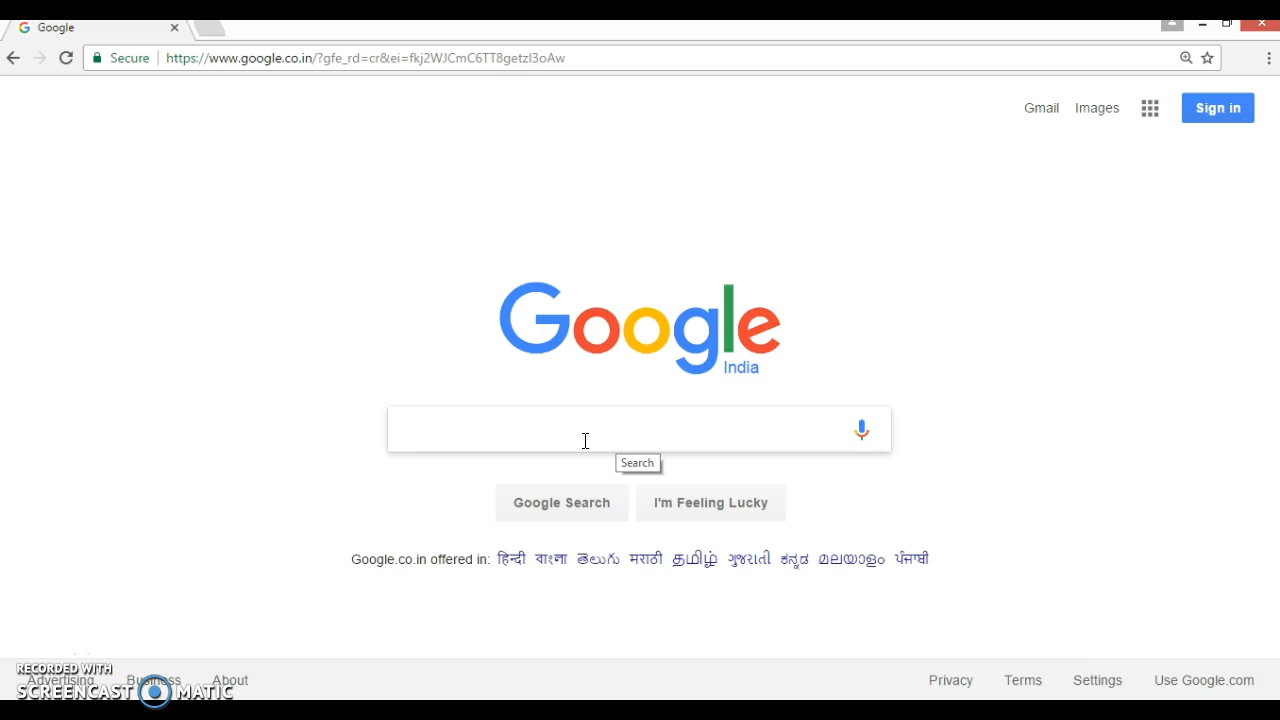 Google
Secure https://www.google.co.in/?gfe_rd=cr&ei=fkj2WJCmC6TT8getzI3oAw
Gmail Images Sign in
Google
India
Search
Google Search I'm Feeling Lucky
Google.co.in offered in: हिन्दी বাংলা తెలుగు मराठी தமிழ் ગુજરાતી ಕನ್ನಡ മലയാളം ਪੰਜਾਬੀ
RECORDED WITH
Advertising Business About Privacy Terms Settings Use Google.com
SCREENCAST MATIC